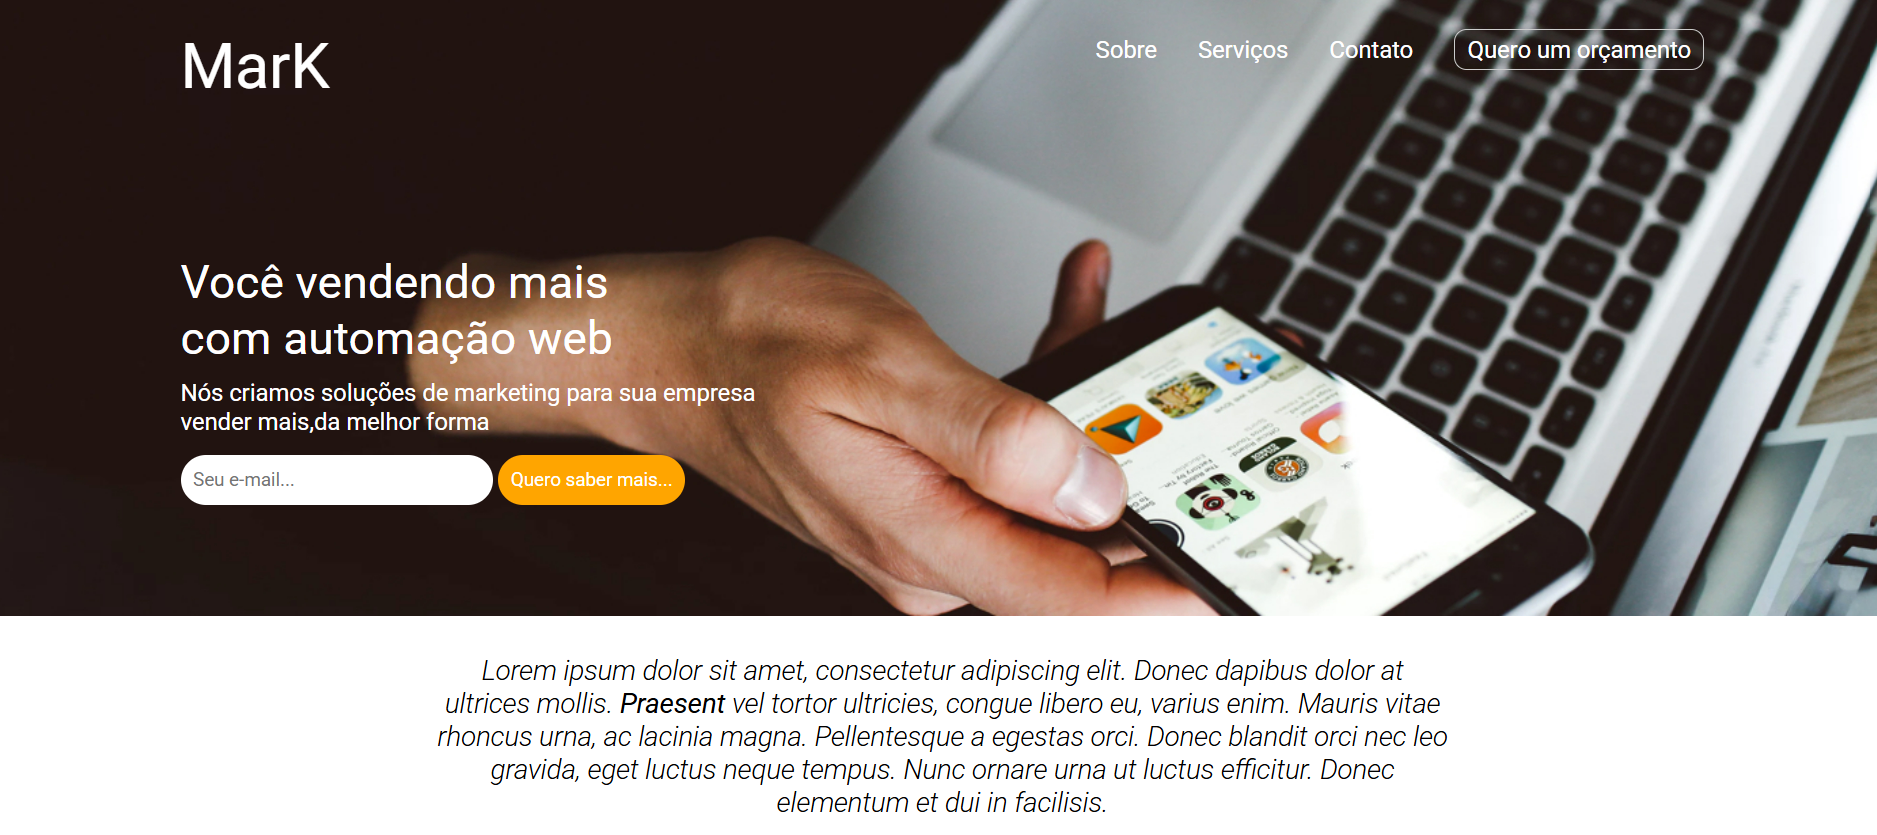 MarK
Sobre
Serviços
Contato
Quero um orçamento
Você vendendo mais
com automação web
Nós criamos soluções de marketing para sua empresa
vender mais,da melhor forma
Seu e-mail...
Quero saber mais...
Lorem ipsum dolor sit amet, consectetur adipiscing elit. Donec dapibus dolor at
ultrices mollis. Praesent vel tortor ultricies, congue libero eu, varius enim. Mauris vitae
rhoncus urna, ac lacinia magna. Pellentesque a egestas orci. Donec blandit orci nec leo
gravida, eget luctus neque tempus. Nunc ornare urna ut luctus efficitur. Donec
elementum et dui in facilisis.